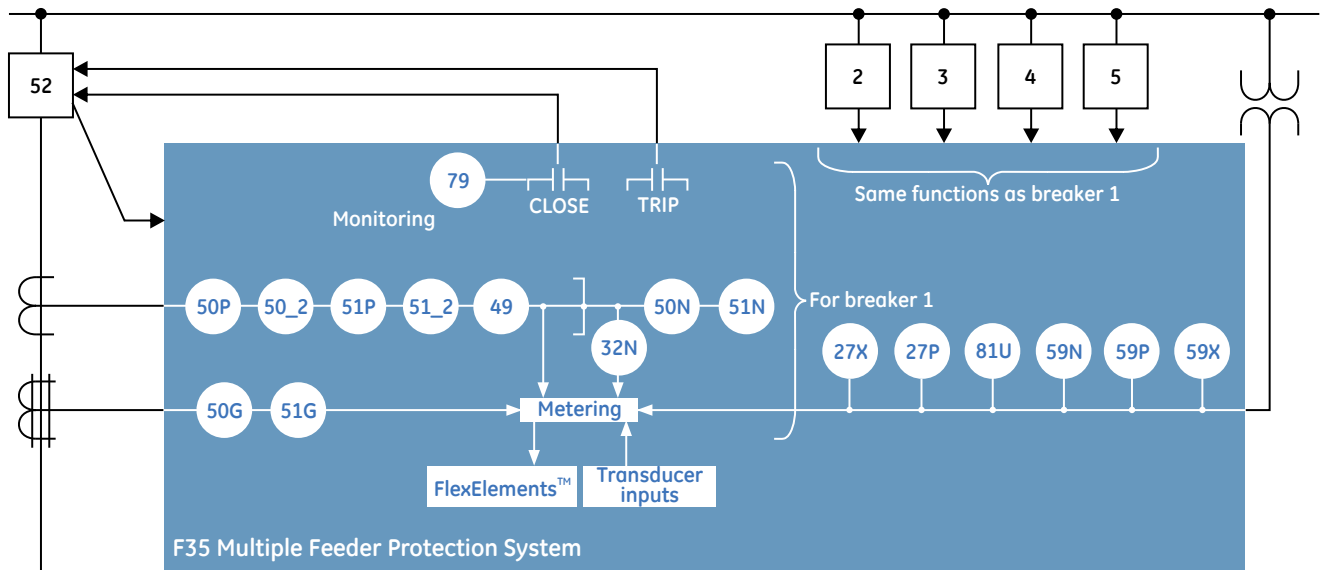 52
2
3
4
5
79
CLOSE
TRIP
Monitoring
Same functions as breaker 1
50P
50_2
51P
51_2
49
50N
51N
For breaker 1
32N
27X
27P
81U
59N
59P
59X
50G
51G
Metering
FlexElements™
Transducer
inputs
F35 Multiple Feeder Protection System